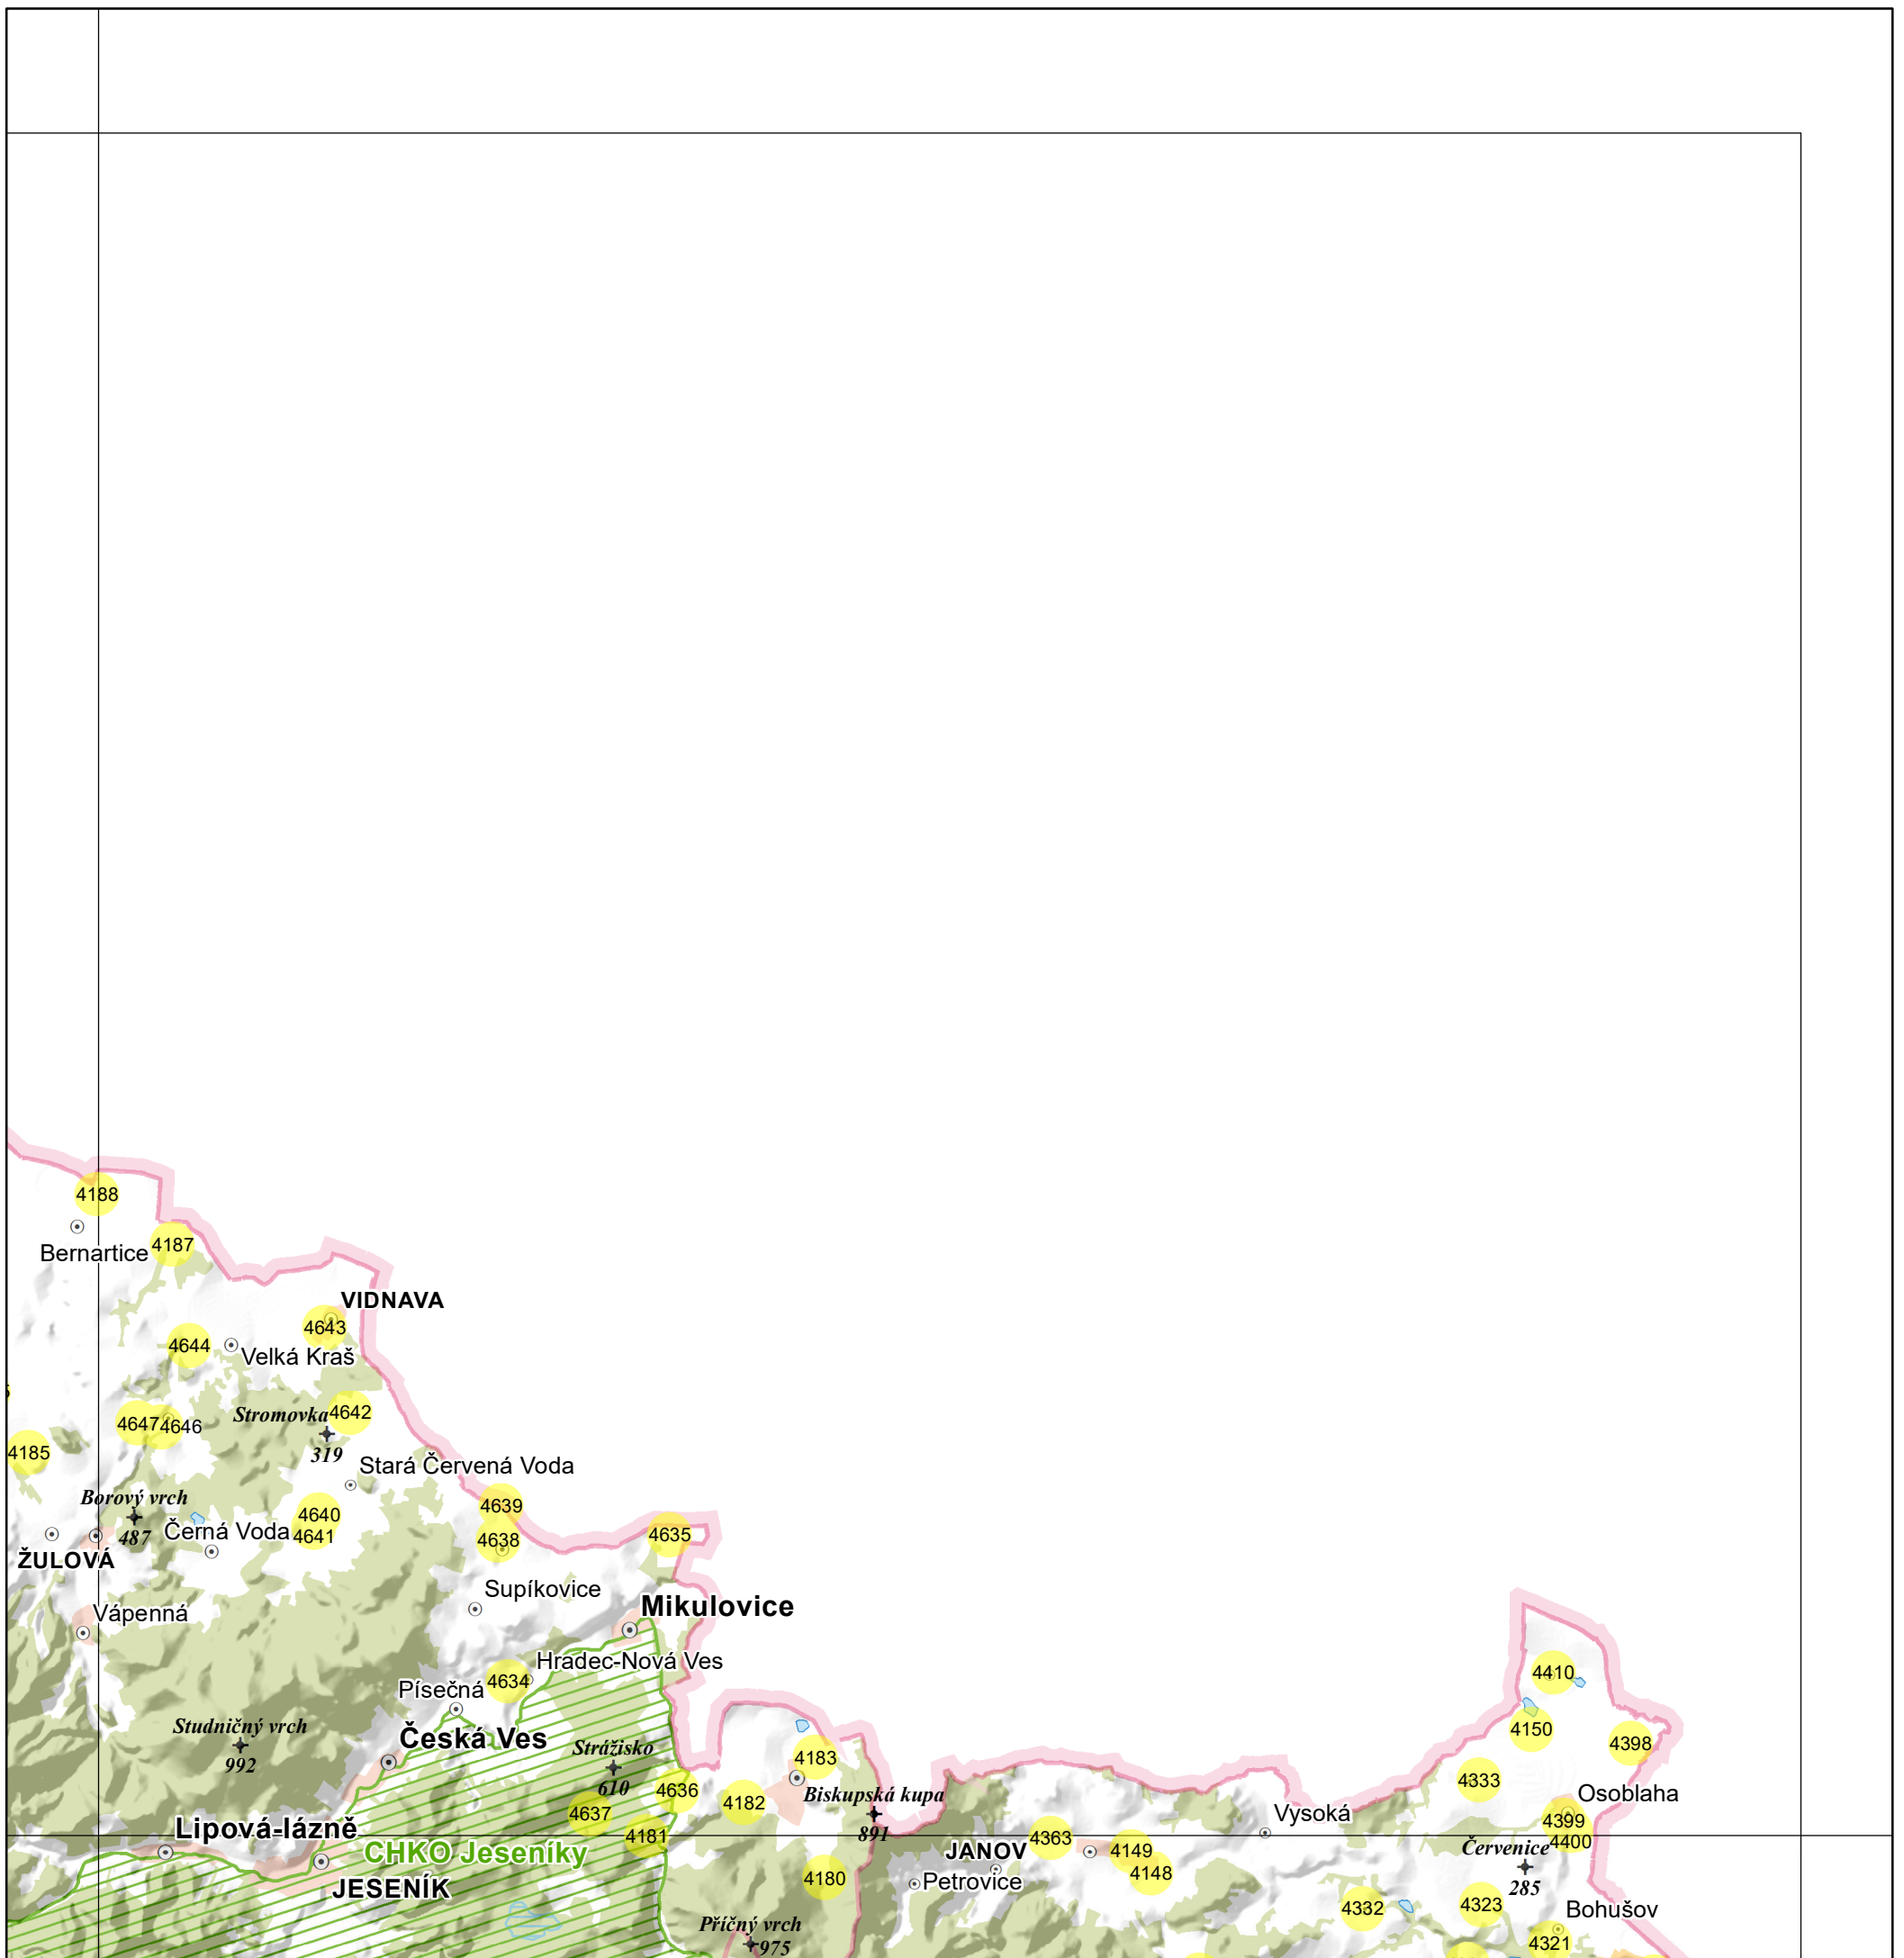 4188
Bernartice
4187
VIDNAVA
4643
4644
Velká Kraš
4647
4646
Stromovka
4642
319
4185
Stará Červená Voda
Borový vrch
487
4640
4641
4639
Černá Voda
4638
4635
ŽULOVÁ
Supíkovice
Mikulovice
Vápenná
Hradec-Nová Ves
4634
Písečná
4410
Studničný vrch
992
Česká Ves
Strážisko
610
4150
4398
4183
4333
4636
Biskupská kupa
891
4182
4637
Osoblaha
4399
4400
Vysoká
Lipová-lázně
4181
4363
CHKO Jeseníky
JANOV
4149
4148
Červenice
285
4180
Petrovice
JESENÍK
4332
4323
Bohušov
Příčný vrch
975
4321